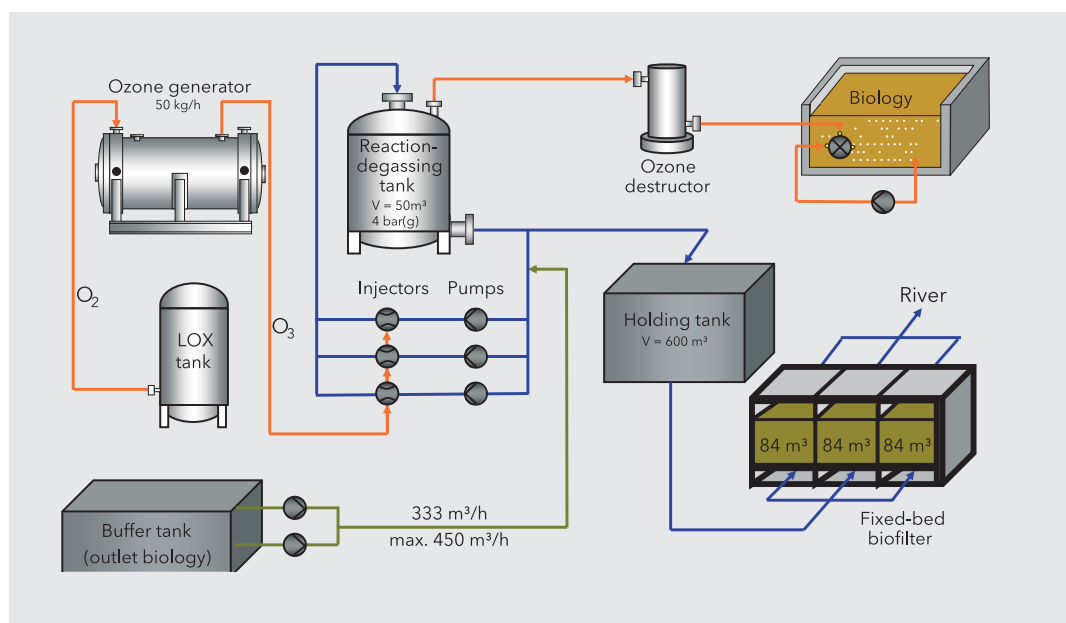 Ozone generator
50 kg/h
Reaction-
degassing
tank
V = 50m³
4 bar(g)
Ozone
destructor
Biology
O₂
LOX
tank
O₃
Injectors
Pumps
Holding tank
V = 600 m³
River
84 m³
84 m³
84 m³
Fixed-bed
biofilter
Buffer tank
(outlet biology)
333 m³/h
max. 450 m³/h